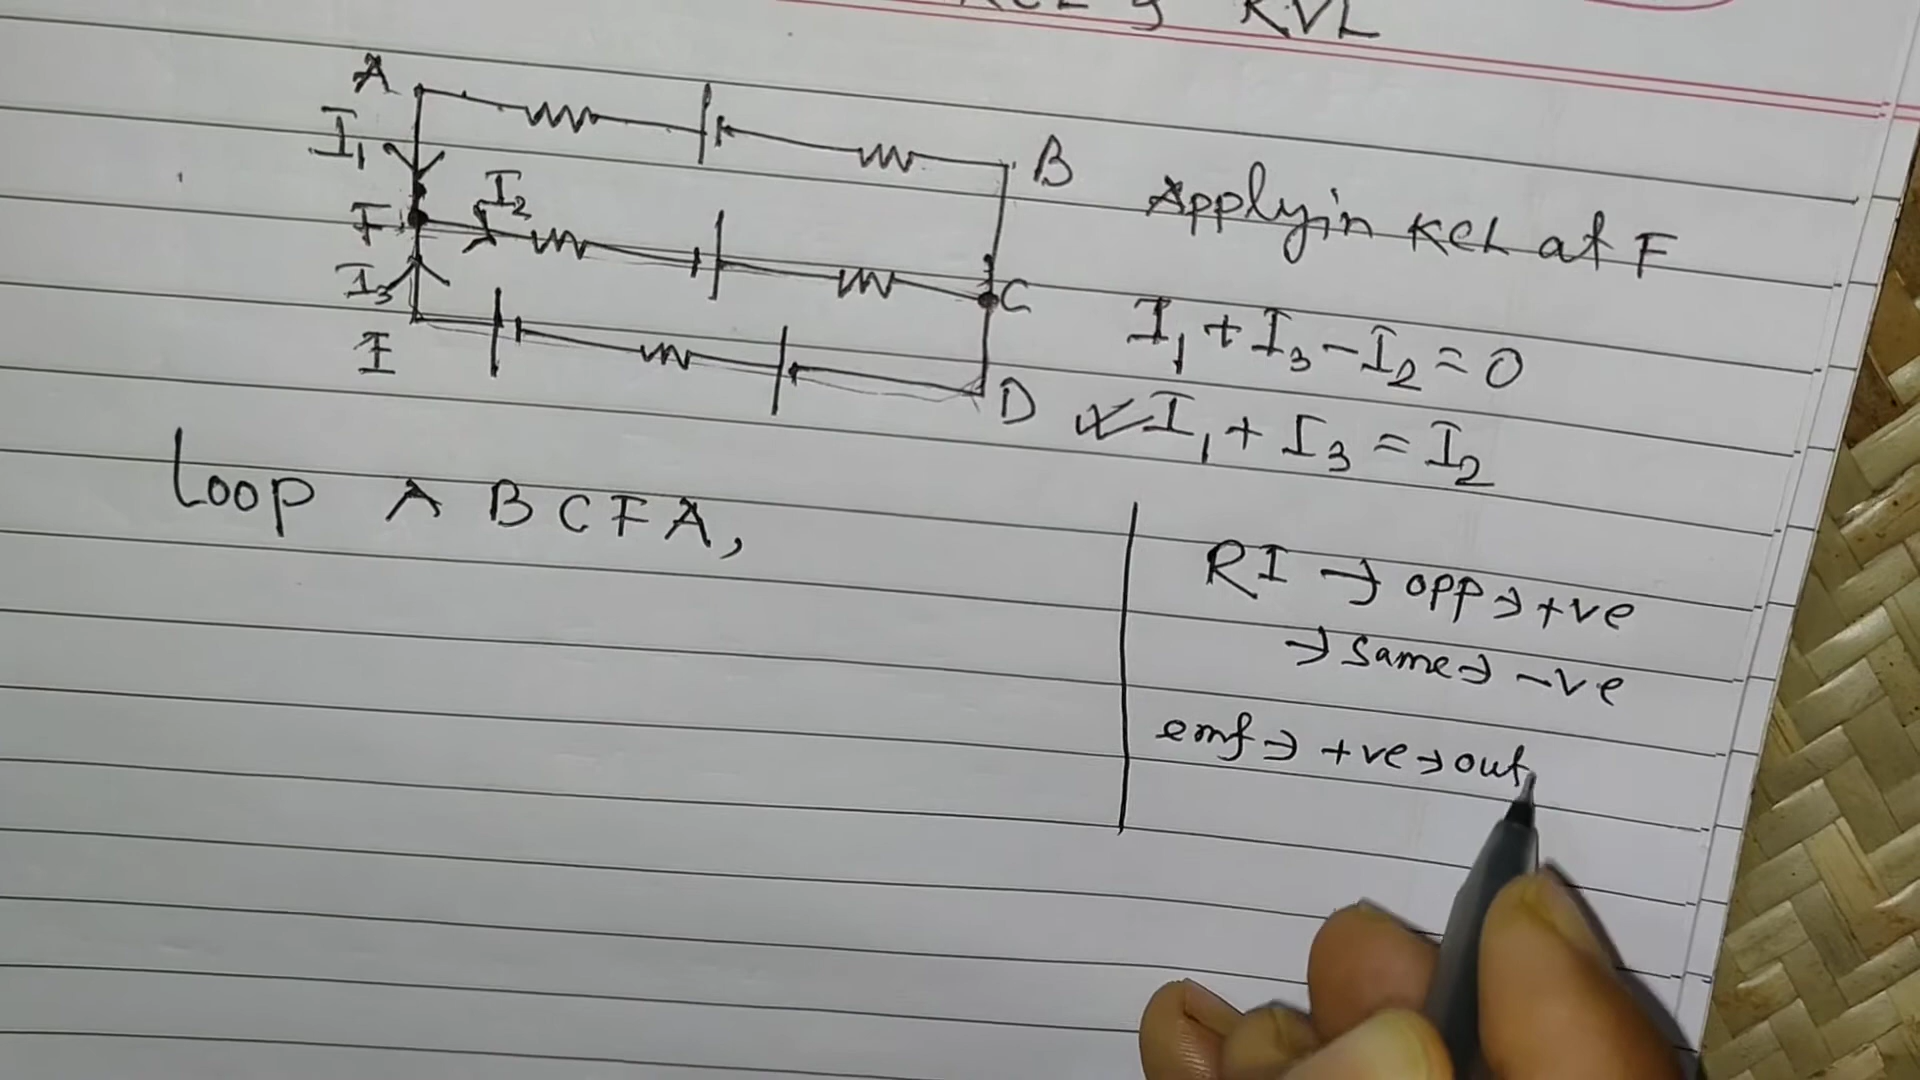 KCL & KVL
A
I₁
B
I₂
F
I₃
C
I
D
Applyin KCL at F
I₁ + I₃ - I₂ = 0
I₁ + I₃ = I₂
Loop A B C F A,
RI → opp → +ve
→ same → -ve
emf → +ve → out